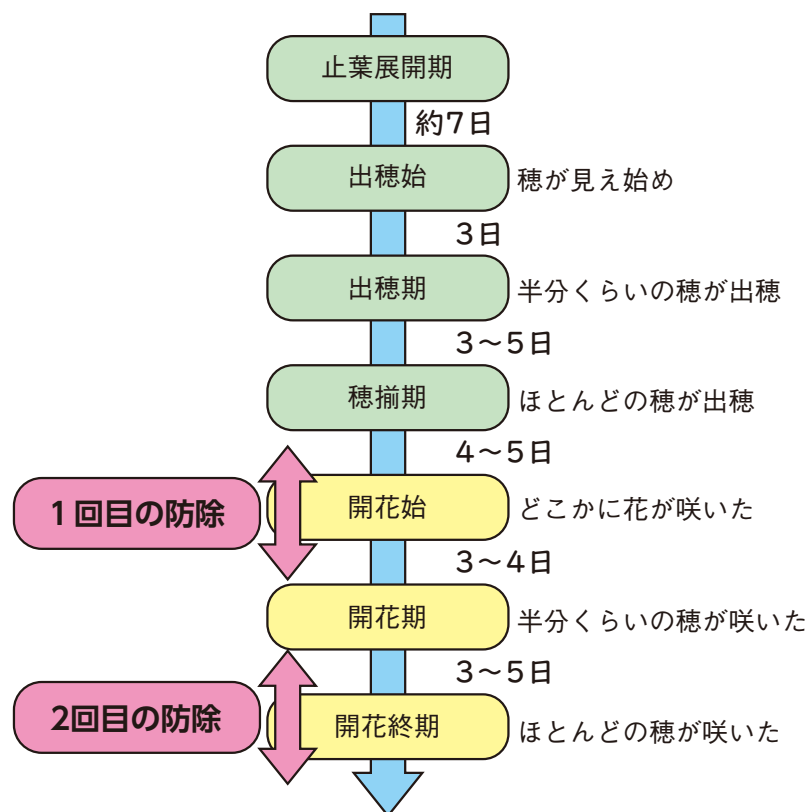 止葉展開期
約7日
出穂始
穂が見え始め
3日
出穂期
半分くらいの穂が出穂
3～5日
穂揃期
ほとんどの穂が出穂
4～5日
1回目の防除
開花始
どこかに花が咲いた
3～4日
開花期
半分くらいの穂が咲いた
3～5日
2回目の防除
開花終期
ほとんどの穂が咲いた